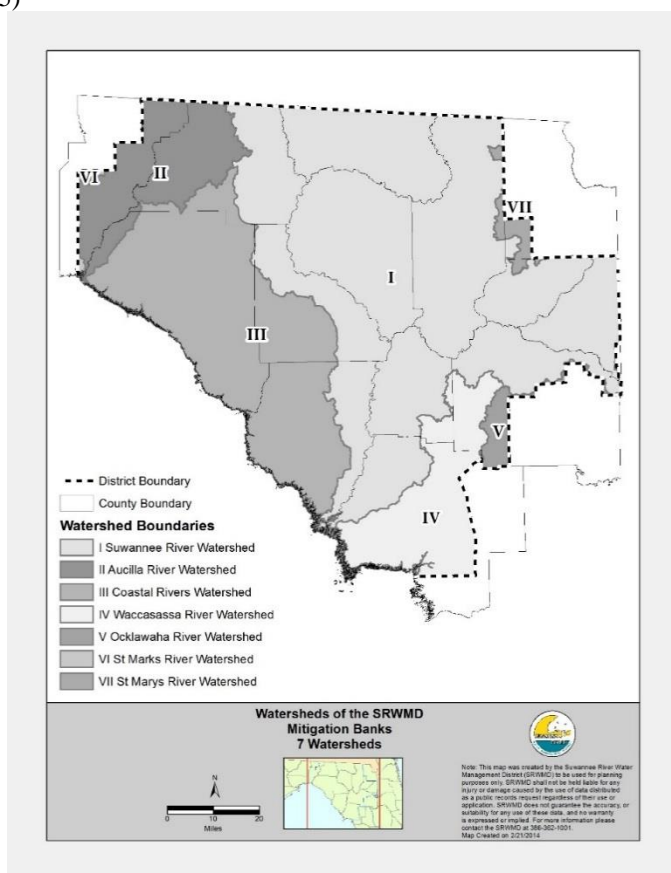 VI
II
VII
I
III
V
IV
District Boundary
County Boundary
Watershed Boundaries
I Suwannee River Watershed
II Aucilla River Watershed
III Coastal Rivers Watershed
IV Waccasassa River Watershed
V Ocklawaha River Watershed
VI St Marks River Watershed
VII St Marys River Watershed
Watersheds of the SRWMD
Mitigation Banks
7 Watersheds
N
0
10
20
Miles
Note: This map was created by the Suwannee River Water
Management District (SRWMD) to be used for planning
purposes only. SRWMD shall not be held liable for any
injury or damage caused by the use of data distributed
as a public records request regardless of their use or
application. SRWMD does not guarantee the accuracy, or
suitability for any use of these data, and no warranty
is expressed or implied. For more information please
contact the SRWMD at 386-362-1001.
Map Created on 2/21/2014